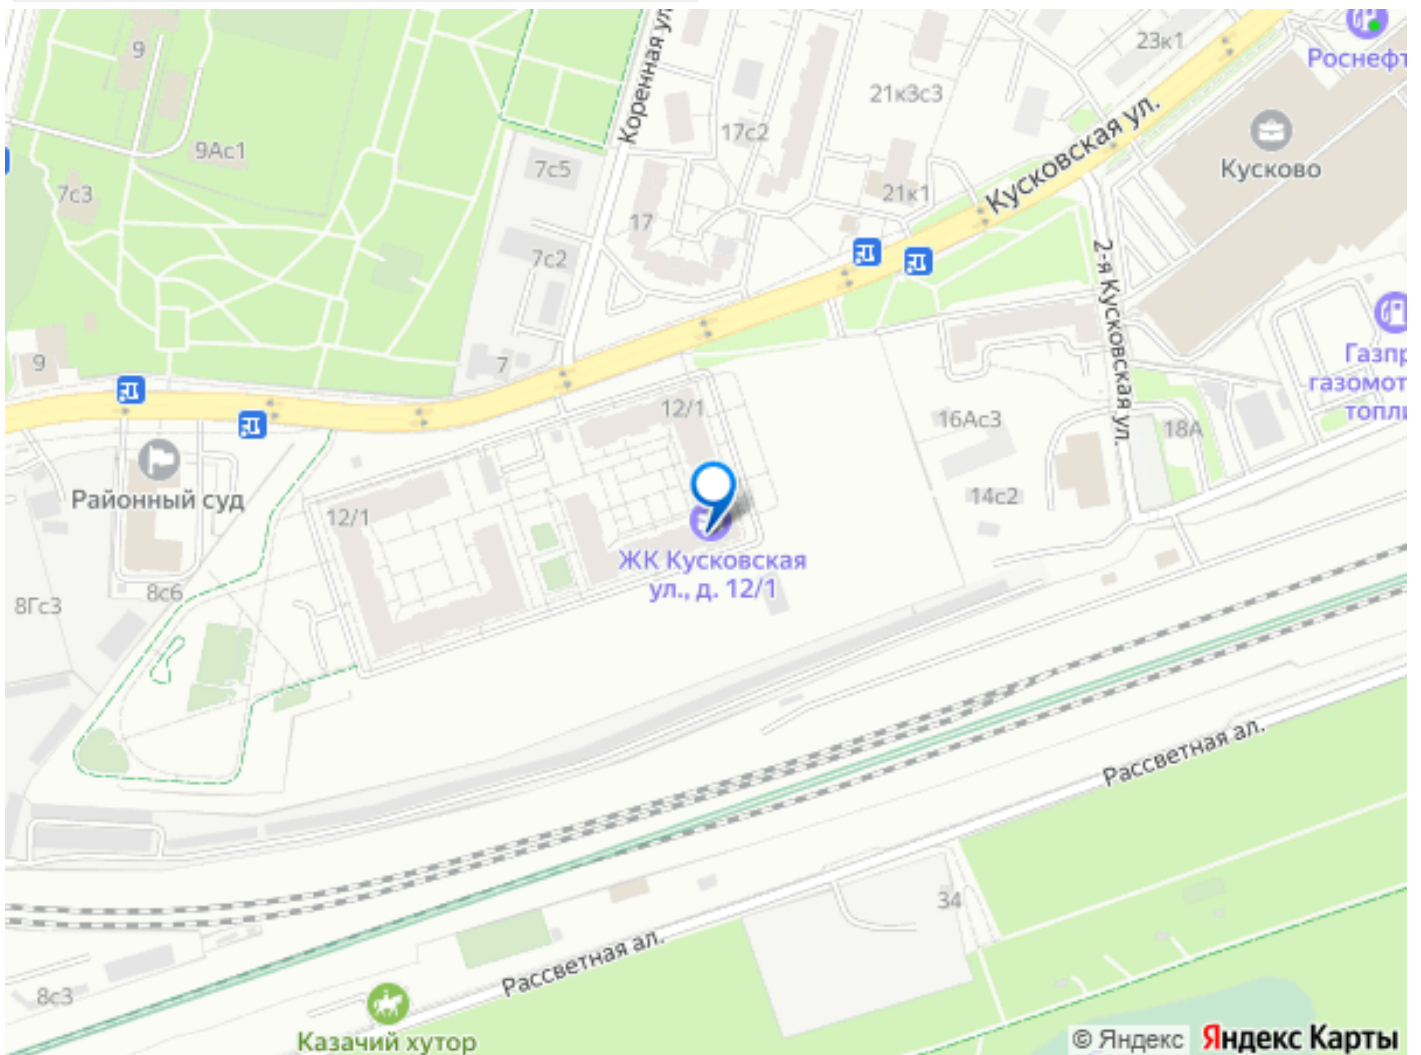 9
23к1
Роснефт
21к3с3
Коренная ул
17с2
Кусковская ул.
Кусково
9Ас1
7с5
7с3
21к1
17
7с2
2-я Кусковская ул.
9
7
Газпр
газомот
топли
12/1
16Ас3
18А
Районный суд
12/1
14с2
ЖК Кусковская
ул., д. 12/1
8Гс3
8с6
Рассветная ал.
34
Рассветная ал.
8с3
Казачий хутор
© Яндекс Яндекс Карты